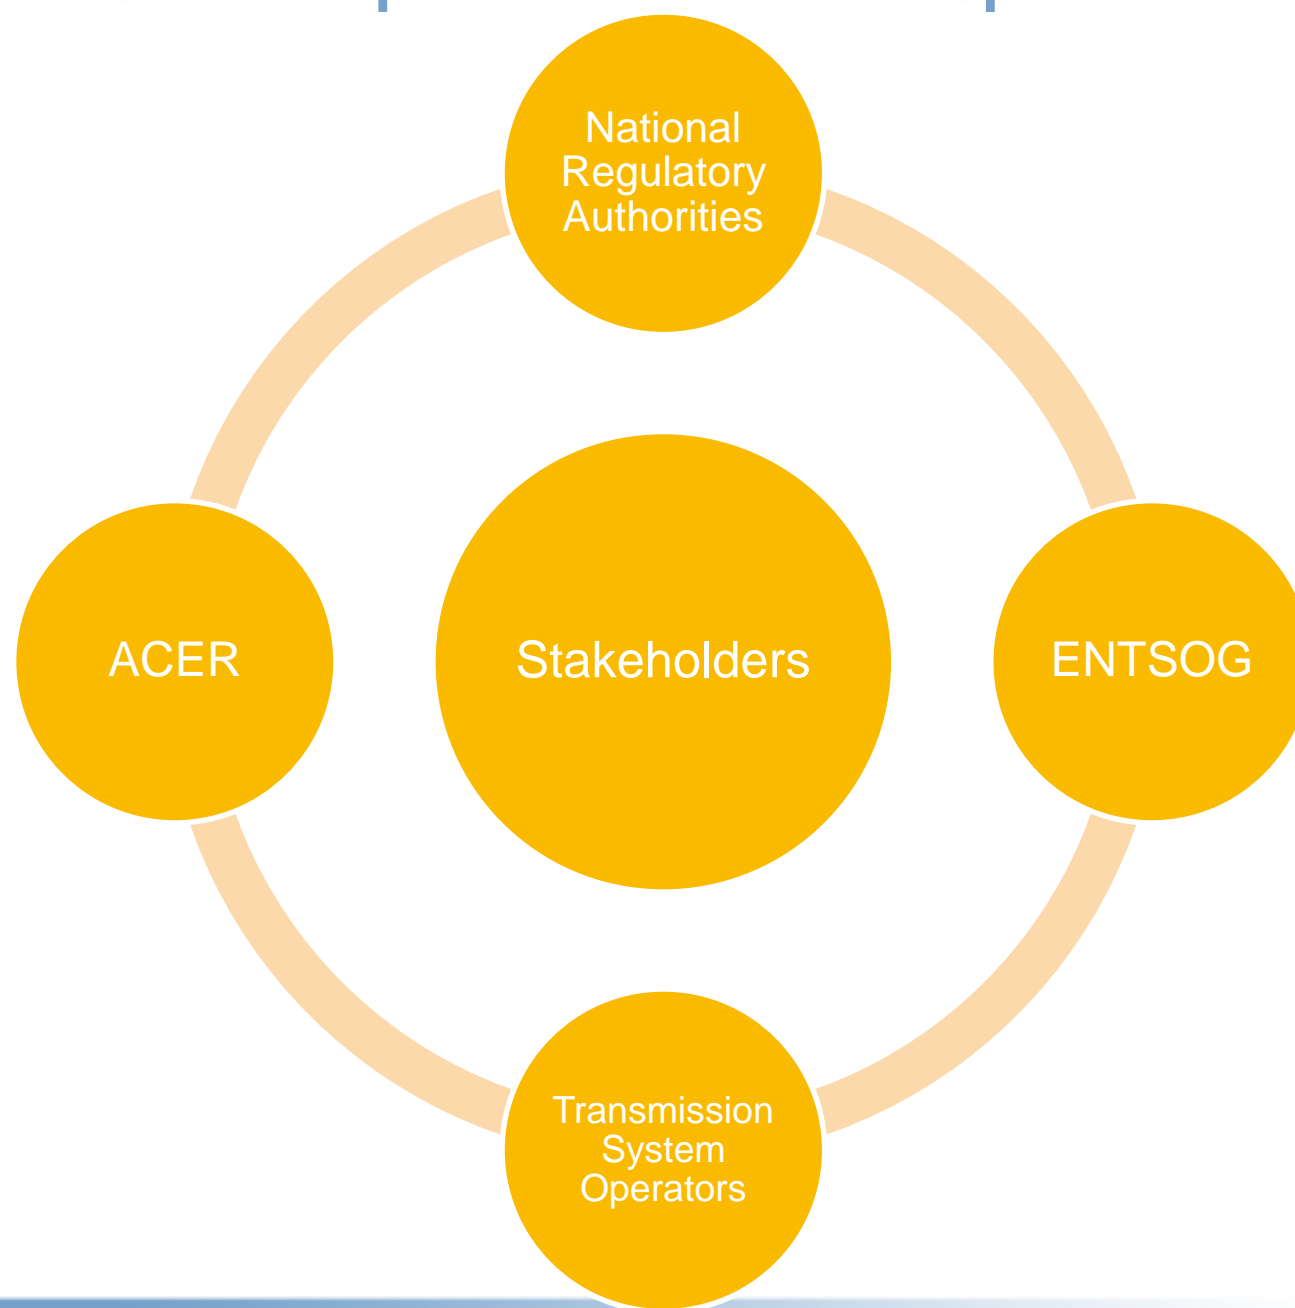 National
Regulatory
Authorities
ACER
Stakeholders
ENTSOG
Transmission
System
Operators